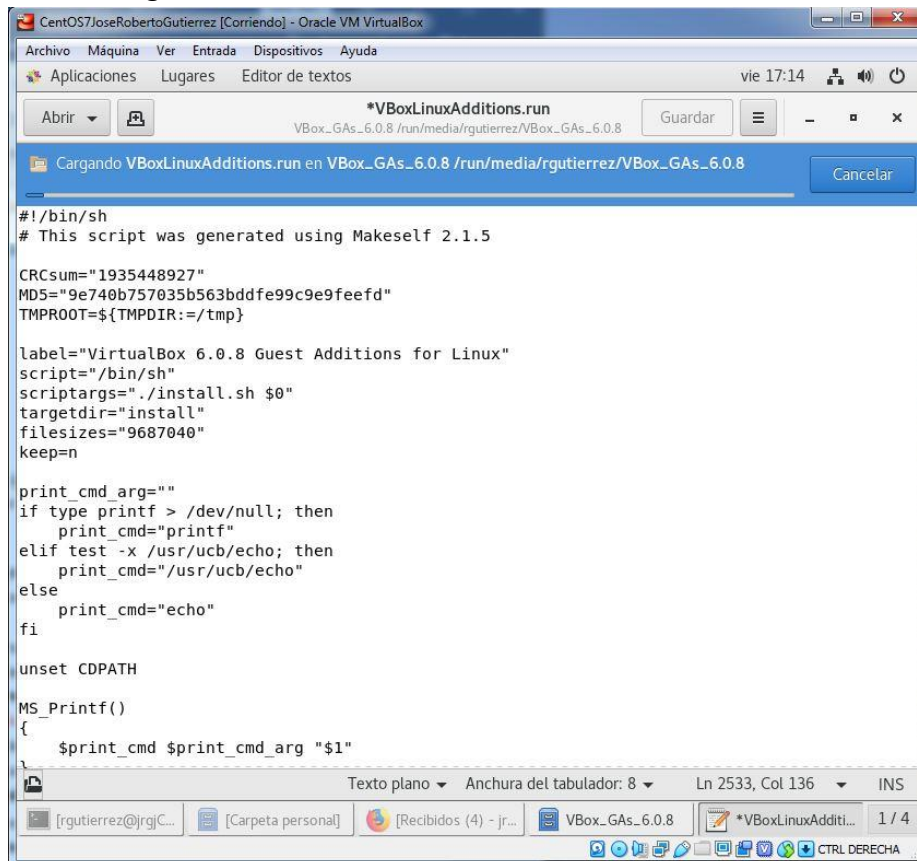 CentOS7JoseRobertoGutierrez [Corriendo] - Oracle VM VirtualBox
Archivo Máquina Ver Entrada Dispositivos Ayuda
Aplicaciones Lugares Editor de textos vie 17:14
Abrir *VBoxLinuxAdditions.run Guardar
VBox_GAs_6.0.8 /run/media/rgutierrez/VBox_GAs_6.0.8
Cargando VBoxLinuxAdditions.run en VBox_GAs_6.0.8 /run/media/rgutierrez/VBox_GAs_6.0.8
Cancelar
#!/bin/sh
# This script was generated using Makeself 2.1.5
CRCsum="1935448927"
MD5="9e740b757035b563bddfe99c9e9feefd"
TMPROOT=${TMPDIR:=/tmp}
label="VirtualBox 6.0.8 Guest Additions for Linux"
script="/bin/sh"
scriptargs="./install.sh $0"
targetdir="install"
filesizes="9687040"
keep=n
print_cmd_arg=""
if type printf > /dev/null; then
    print_cmd="printf"
elif test -x /usr/ucb/echo; then
    print_cmd="/usr/ucb/echo"
else
    print_cmd="echo"
fi
unset CDPATH
MS_Printf()
{
    $print_cmd $print_cmd_arg "$1"
Texto plano Anchura del tabulador: 8 Ln 2533, Col 136 INS
[rgutierrez@jrgjC... [Carpeta personal] [Recibidos (4) - jr... VBox_GAs_6.0.8 *VBoxLinuxAdditi... 1 / 4
CTRL DERECHA